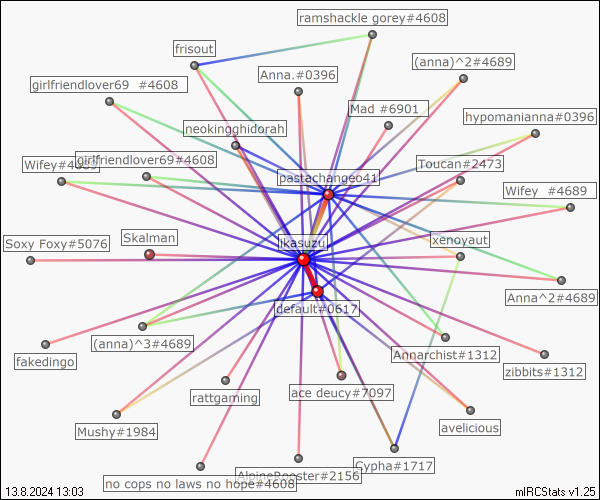 ramshackle gorey#4608
frisout
(anna)^2#4689
Anna.#0396
girlfriendlover69 #4608
Mad #6901
hypomanianna#0396
neokingghidorah
girlfriendlover69#4608
Toucan#2473
pastachangeo41
Wifey #4689
Skalman
xenoyaut
Soxy Foxy#5076
ikasuzu
Anna^2#4689
default#0617
(anna)^3#4689
fakedingo
Annarchist#1312
zibbits#1312
ace deucy#7097
rattgaming
avelicious
Mushy#1984
Cypha#1717
AlpineRooster#2156
no cops no laws no hope#4608
13.8.2024 13:03
mIRCStats v1.25